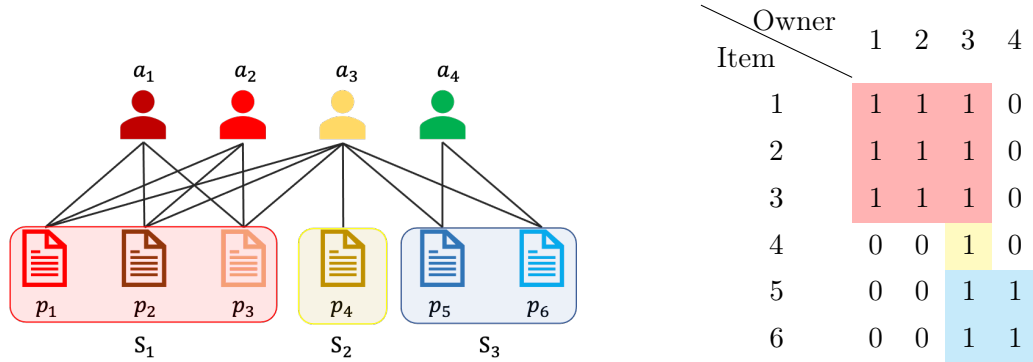 a₁ a₂ a₃ a₄
p₁ p₂ p₃ p₄ p₅ p₆
S₁ S₂ S₃
Owner
Item
1 2 3 4
1 1 1 1 0
2 1 1 1 0
3 1 1 1 0
4 0 0 1 0
5 0 0 1 1
6 0 0 1 1